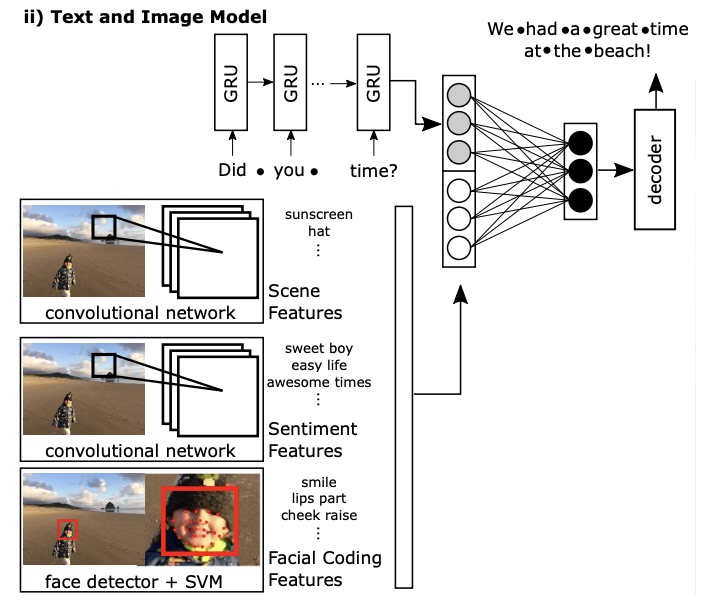 ii) Text and Image Model
We•had•a•great•time
at•the•beach!
GRU
GRU
...
GRU
decoder
Did • you • time?
sunscreen
hat
⋮
Scene
Features
convolutional network
sweet boy
easy life
awesome times
⋮
Sentiment
Features
convolutional network
smile
lips part
cheek raise
⋮
Facial Coding
Features
face detector + SVM